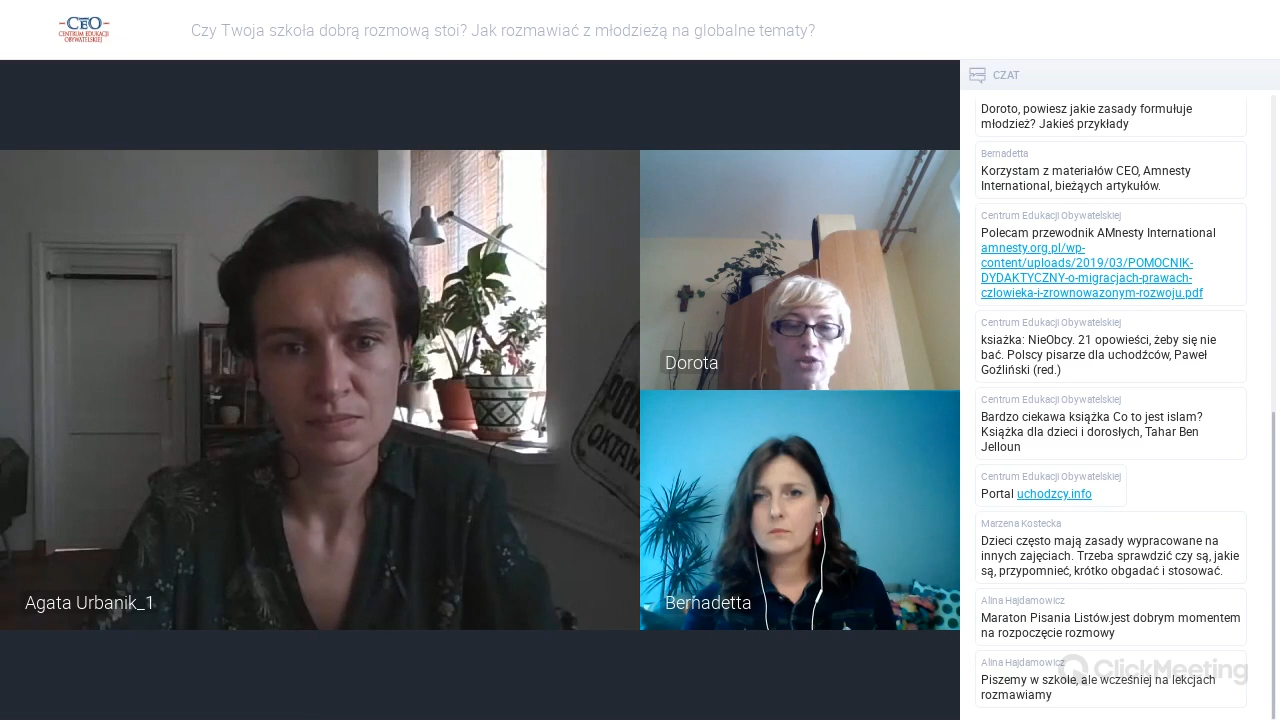 CEO
CENTRUM EDUKACJI
OBYWATELSKIEJ
Czy Twoja szkoła dobrą rozmową stoi? Jak rozmawiać z młodzieżą na globalne tematy?
CZAT
Agata Urbanik_1
Dorota
Bernadetta
Doroto, powiesz jakie zasady formułuje
młodzież? Jakieś przykłady
Bernadetta
Korzystam z materiałów CEO, Amnesty
International, bieżących artykułów.
Centrum Edukacji Obywatelskiej
Polecam przewodnik AMnesty International
amnesty.org.pl/wp-
content/uploads/2019/03/POMOCNIK-
DYDAKTYCZNY-o-migracjach-prawach-
czlowieka-i-zrownowazonym-rozwoju.pdf
Centrum Edukacji Obywatelskiej
ksiażka: NieObcy. 21 opowieści, żeby się nie
bać. Polscy pisarze dla uchodźców, Paweł
Goźliński (red.)
Centrum Edukacji Obywatelskiej
Bardzo ciekawa książka Co to jest islam?
Książka dla dzieci i dorosłych, Tahar Ben
Jelloun
Centrum Edukacji Obywatelskiej
Portal uchodzcy.info
Marzena Kostecka
Dzieci często mają zasady wypracowane na
innych zajęciach. Trzeba sprawdzić czy są, jakie
są, przypomnieć, krótko obgadać i stosować.
Alina Hajdamowicz
Maraton Pisania Listów.jest dobrym momentem
na rozpoczęcie rozmowy
Alina Hajdamowicz
Piszemy w szkole, ale wcześniej na lekcjach
rozmawiamy
ClickMeeting